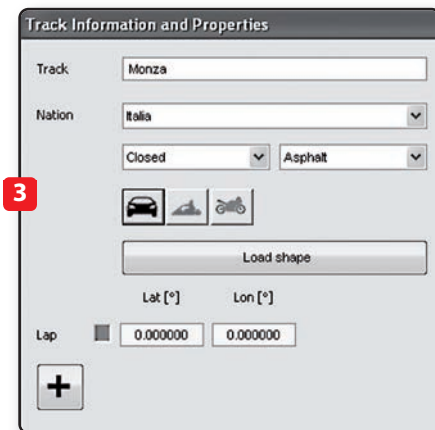 Track Information and Properties
Track Monza
Nation Italia
Closed Asphalt
3
Load shape
Lat [°] Lon [°]
Lap 0.000000 0.000000
+